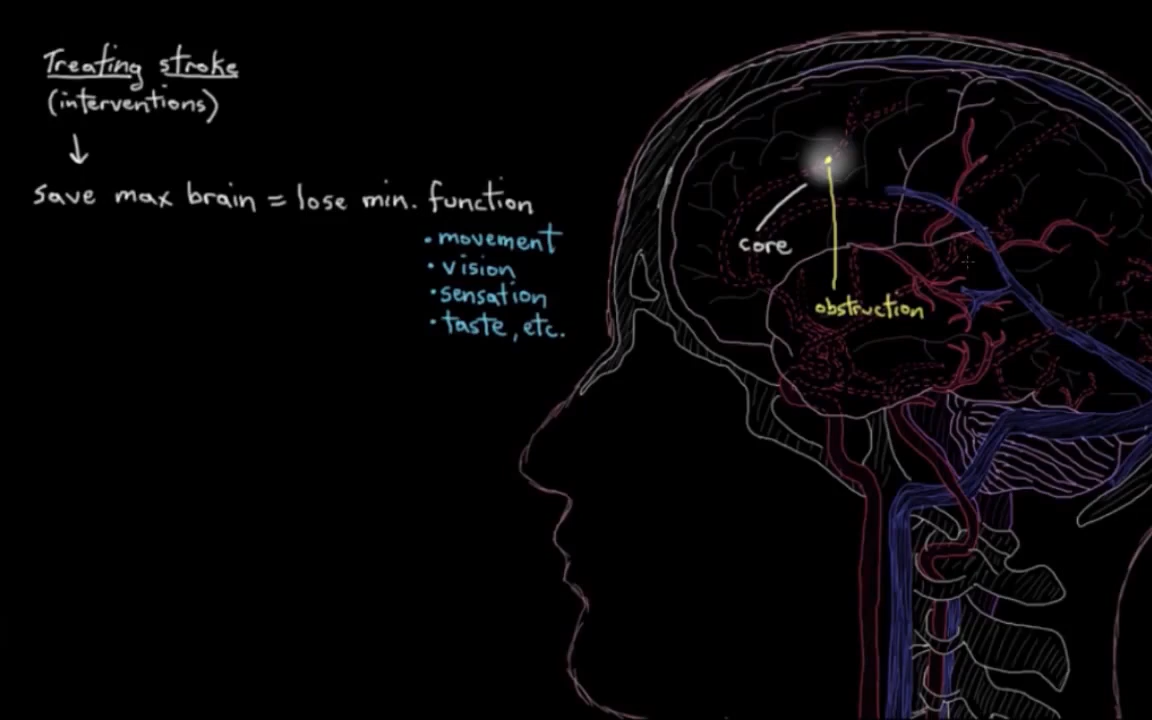 Treating stroke
(interventions)
↓
save max brain = lose min. function
• movement
• vision
• sensation
• taste, etc.
core
obstruction